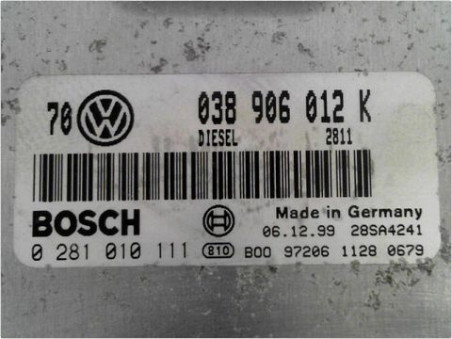 70 VW 038 906 012 K
DIESEL 2811
BOSCH Made in Germany
06.12.99 28SA4241
0 281 010 111 810 B00 97206 1128 0679